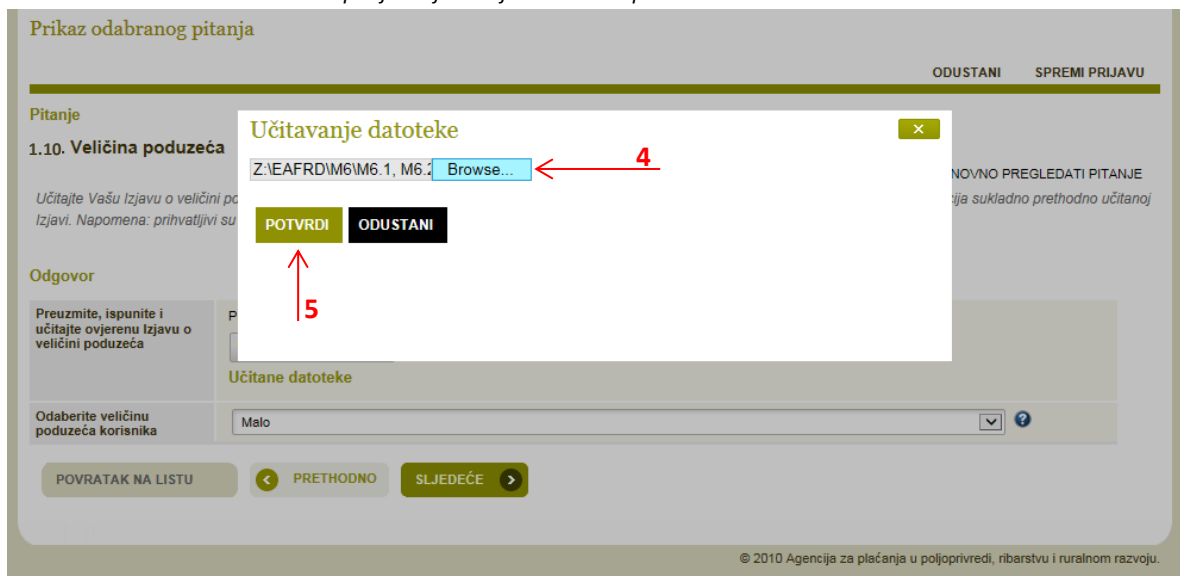 Prikaz odabranog pitanja
ODUSTANI SPREMI PRIJAVU
Pitanje
1.10. Veličina poduzeća
NOVNO PREGLEDATI PITANJE
Učitajte Vašu Izjavu o veličini
cija sukladno prethodno učitanoj
Izjavi. Napomena: prihvatljivi su
Učitavanje datoteke
×
Z:\EAFRD\M6\M6.1, M6.2 Browse...
4
POTVRDI ODUSTANI
5
Odgovor
Preuzmite, ispunite i
učitajte ovjerenu Izjavu o
veličini poduzeća
P
Učitane datoteke
Odaberite veličinu
poduzeća korisnika
Malo
POVRATAK NA LISTU PRETHODNO SLJEDEĆE
© 2010 Agencija za plaćanja u poljoprivredi, ribarstvu i ruralnom razvoju.